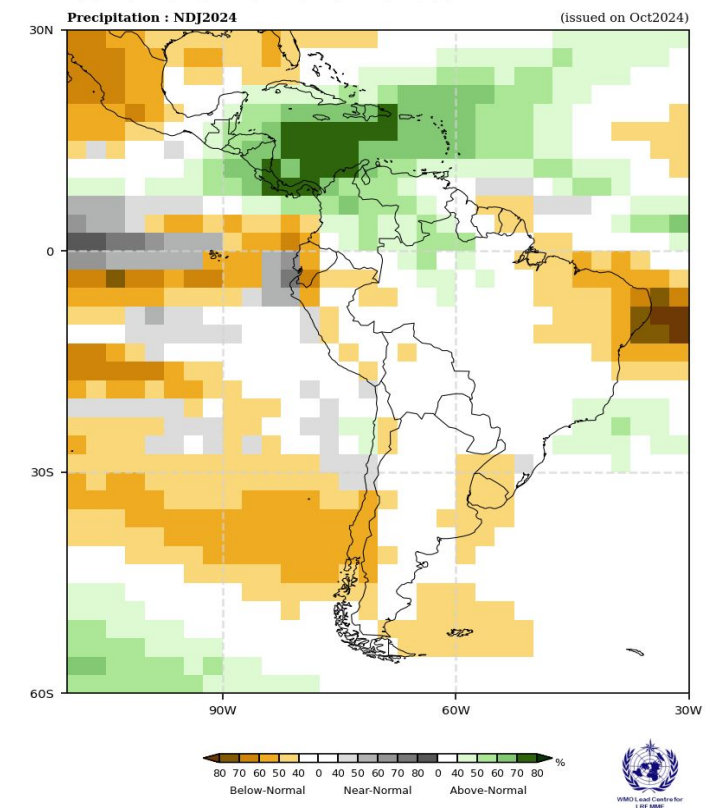 Precipitation : NDJ2024 (issued on Oct2024)
30N
0
30S
60S
90W 60W 30W
80 70 60 50 40 0 40 50 60 70 80 0 40 50 60 70 80 %
Below-Normal Near-Normal Above-Normal
WMO Lead Centre for
LRFMME